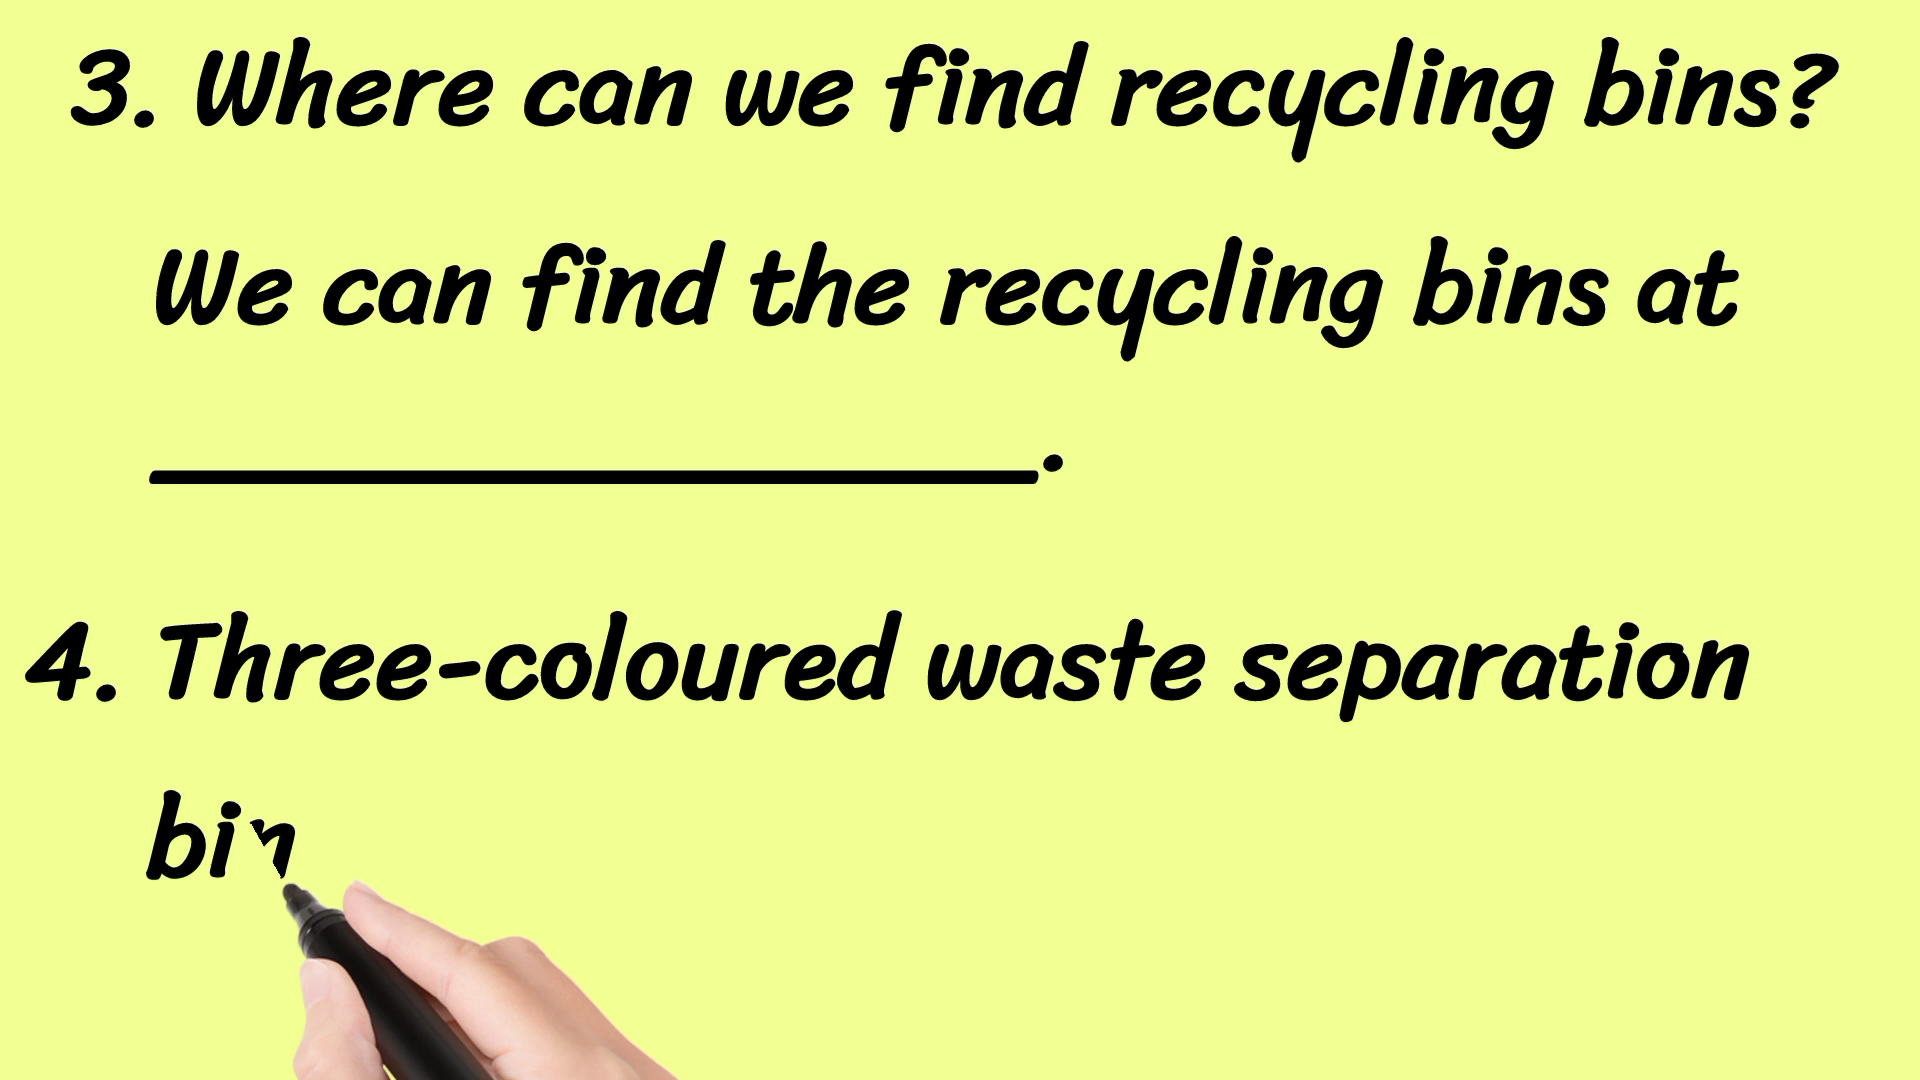 3. Where can we find recycling bins?
We can find the recycling bins at
____________________.
4. Three-coloured waste separation
bin